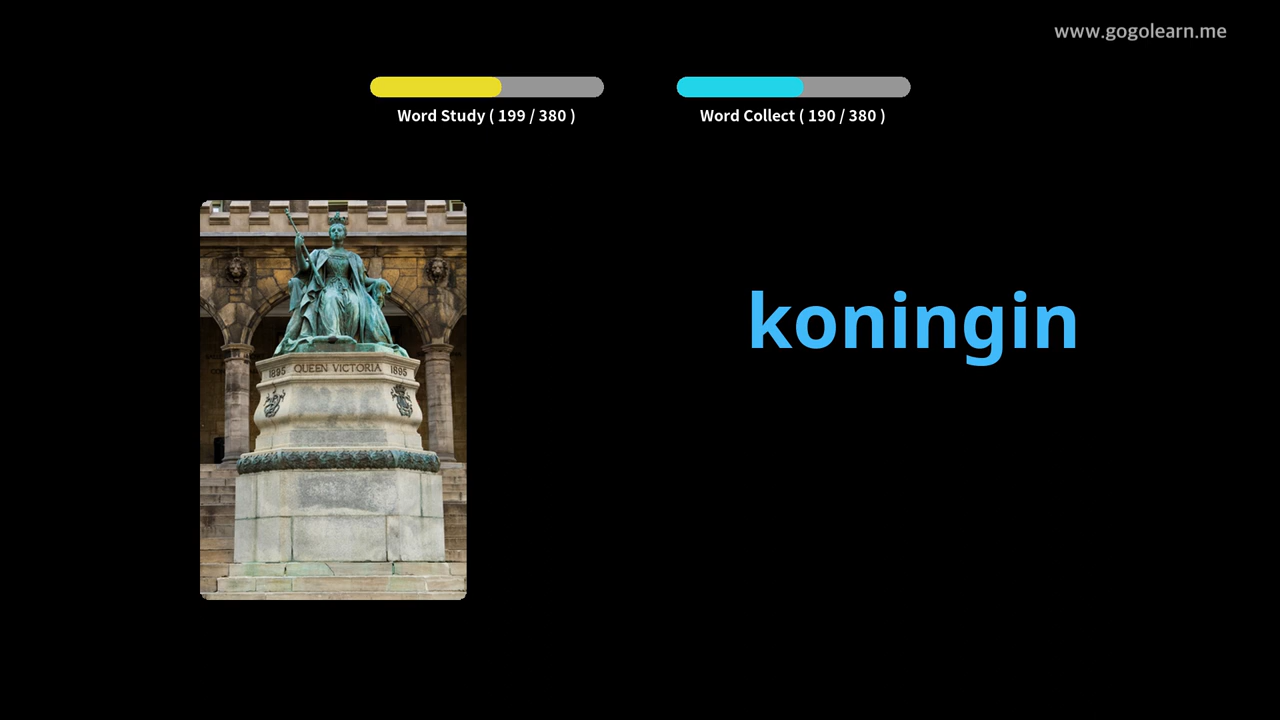 www.gogolearn.me
Word Study ( 199 / 380 )
Word Collect ( 190 / 380 )
koningin
1895 QUEEN VICTORIA 1895